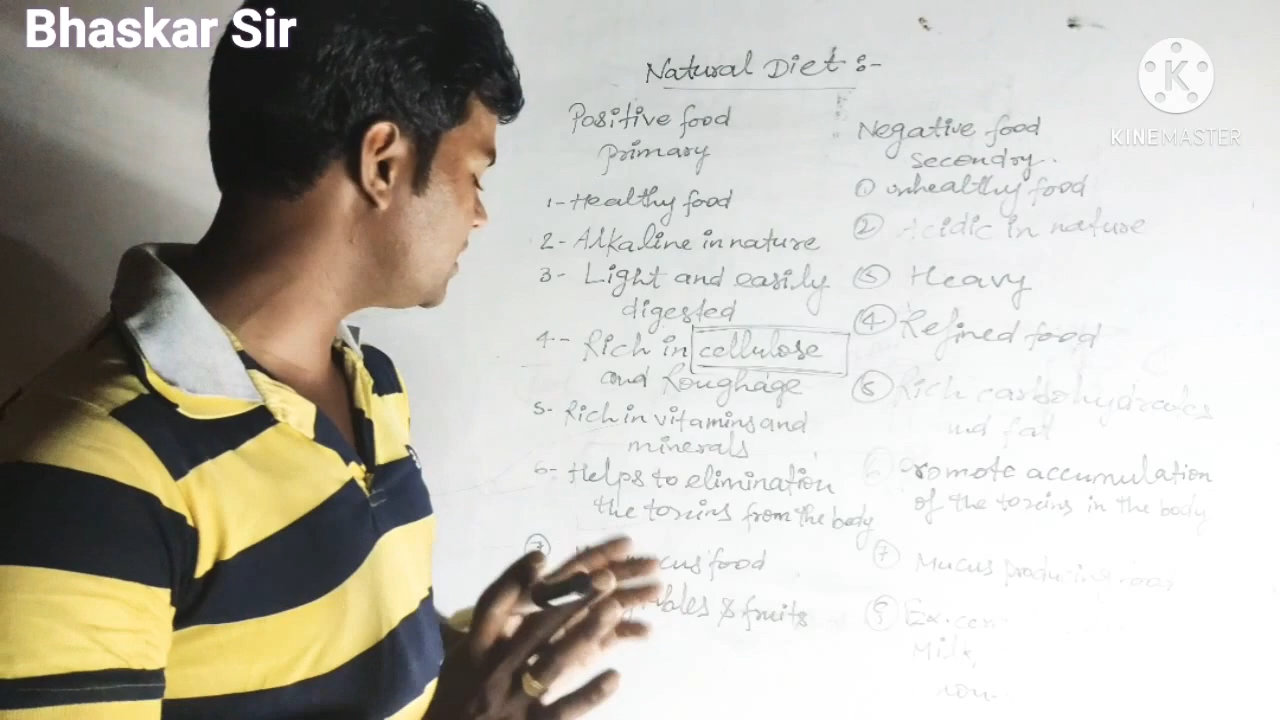 Bhaskar Sir
KINEMASTER
Natural Diet :-
Positive food
primary
1- Healthy food
2- Alkaline in nature
3- Light and easily
digested
4- Rich in cellulose
and Roughage
5- Rich in vitamins and
minerals
6- Helps to elimination
the toxins from the body
food
& fruits
Negative food
secondry.
① unhealthy food
② Acidic in nature
③ Heavy
④ Refined food
⑤ Rich carbohydrates
and fat
⑥ Promote accumulation
of the toxins in the body
⑦ Mucus producing food
⑧ Ex.
Milk,